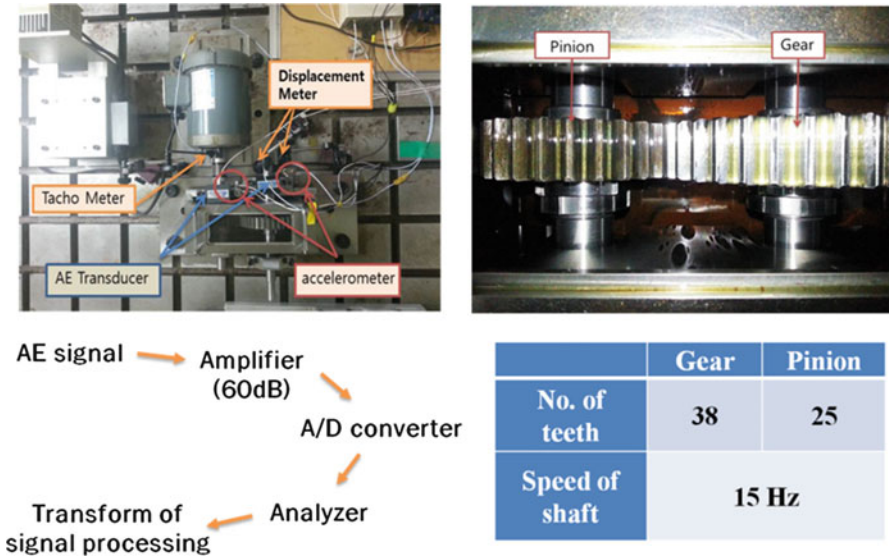 Displacement
Meter
Tacho Meter
AE Transducer
accelerometer
Pinion
Gear
AE signal
Amplifier
(60dB)
A/D converter
Analyzer
Transform of
signal processing
Gear Pinion
No. of
teeth
38 25
Speed of
shaft
15 Hz